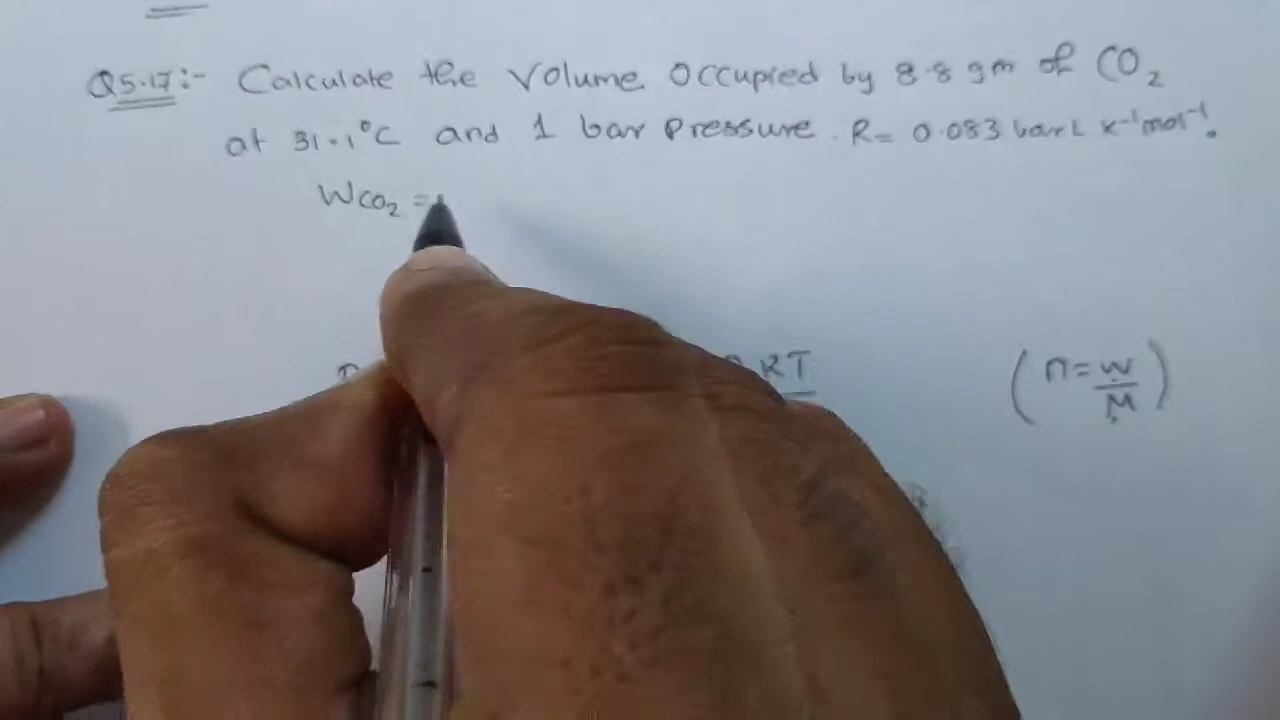 Q5.17:- Calculate the Volume Occupied by 8.8 gm of CO2
at 31.1°C and 1 bar Pressure. R= 0.083 bar L K⁻¹ mol⁻¹.
WCO2 =
RT (n=W/M)